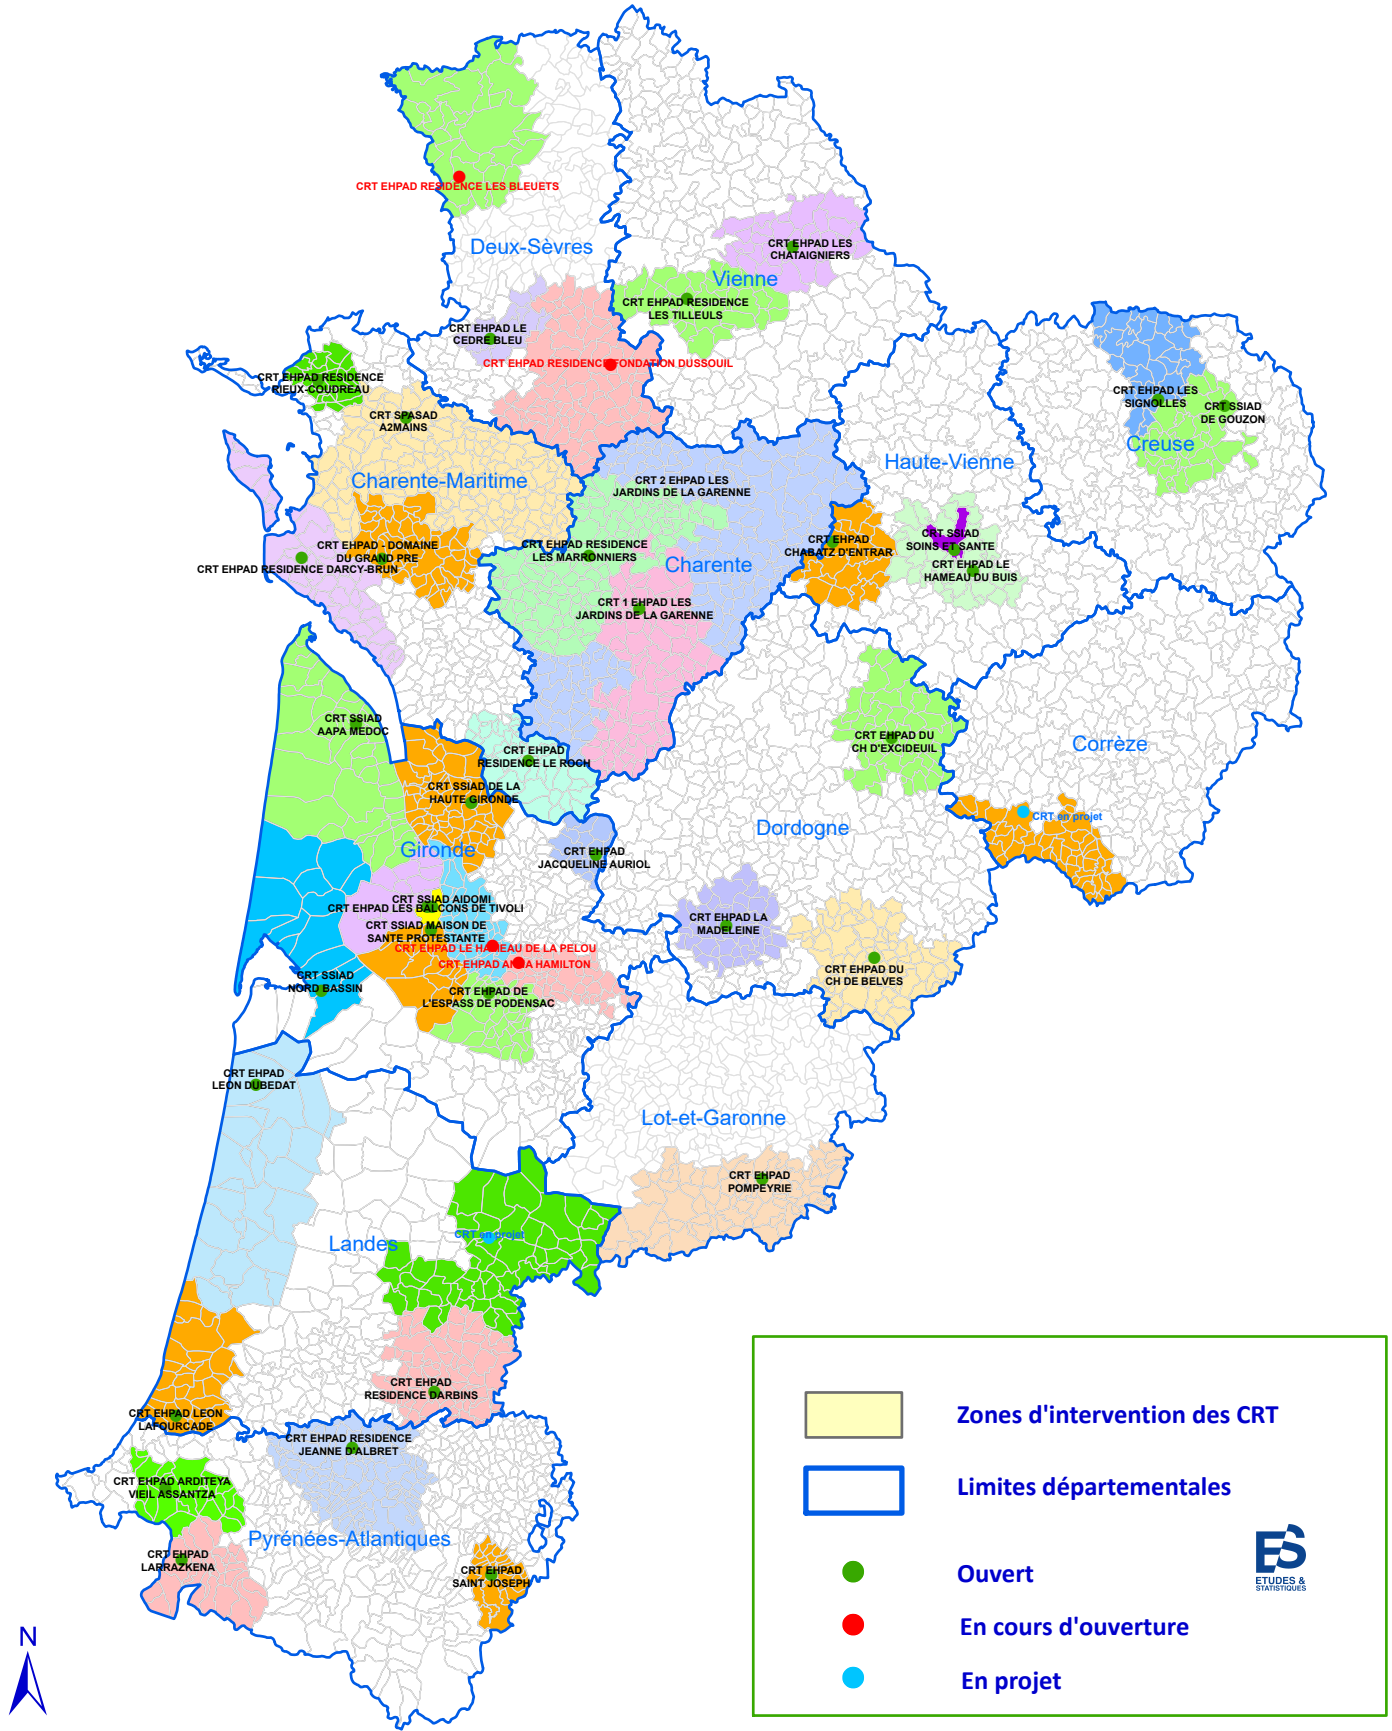 CRT EHPAD RESIDENCE LES BLEUETS
Deux-Sèvres
CRT EHPAD LES
CHATAIGNIERS
Vienne
CRT EHPAD RESIDENCE
LES TILLEULS
CRT EHPAD LE
CEDRE BLEU
CRT EHPAD RESIDENCE FONDATION DUSSOUIL
CRT EHPAD RESIDENCE
RIEUX-COUDREAU
CRT SPASAD
A2MAINS
CRT EHPAD LES
SIGNOLLES
CRT SSIAD
DE GOUZON
Creuse
Haute-Vienne
Charente-Maritime
CRT 2 EHPAD LES
JARDINS DE LA GARENNE
CRT EHPAD - DOMAINE
DU GRAND PRE
CRT EHPAD RESIDENCE DARCY-BRUN
CRT EHPAD RESIDENCE
LES MARRONNIERS
Charente
CRT EHPAD
CHABATZ D'ENTRAR
CRT SSIAD
SOINS ET SANTE
CRT EHPAD LE
HAMEAU DU BUIS
CRT 1 EHPAD LES
JARDINS DE LA GARENNE
CRT SSIAD
AAPA MEDOC
CRT EHPAD
RESIDENCE LE ROCH
CRT EHPAD DU
CH D'EXCIDEUIL
Corrèze
CRT SSIAD DE LA
HAUTE GIRONDE
CRT en projet
Dordogne
Gironde
CRT EHPAD
JACQUELINE AURIOL
CRT SSIAD AIDOMI
CRT EHPAD LES BALCONS DE TIVOLI
CRT SSIAD MAISON DE
SANTE PROTESTANTE
CRT EHPAD LA
MADELEINE
CRT EHPAD LE HAMEAU DE LA PELOU
CRT EHPAD ANNA HAMILTON
CRT EHPAD DU
CH DE BELVES
CRT SSIAD
NORD BASSIN
CRT EHPAD DE
L'ESPASS DE PODENSAC
CRT EHPAD
LEON DUBEDAT
Lot-et-Garonne
CRT EHPAD
POMPEYRIE
CRT en projet
Landes
CRT EHPAD
RESIDENCE DARBINS
CRT EHPAD LEON
LAFOURCADE
CRT EHPAD RESIDENCE
JEANNE D'ALBRET
CRT EHPAD ARDITEYA
VIEIL ASSANTZA
Pyrénées-Atlantiques
CRT EHPAD
LARRAZKENA
CRT EHPAD
SAINT JOSEPH
N
Zones d'intervention des CRT
Limites départementales
Ouvert
En cours d'ouverture
En projet
ES
ETUDES &
STATISTIQUES